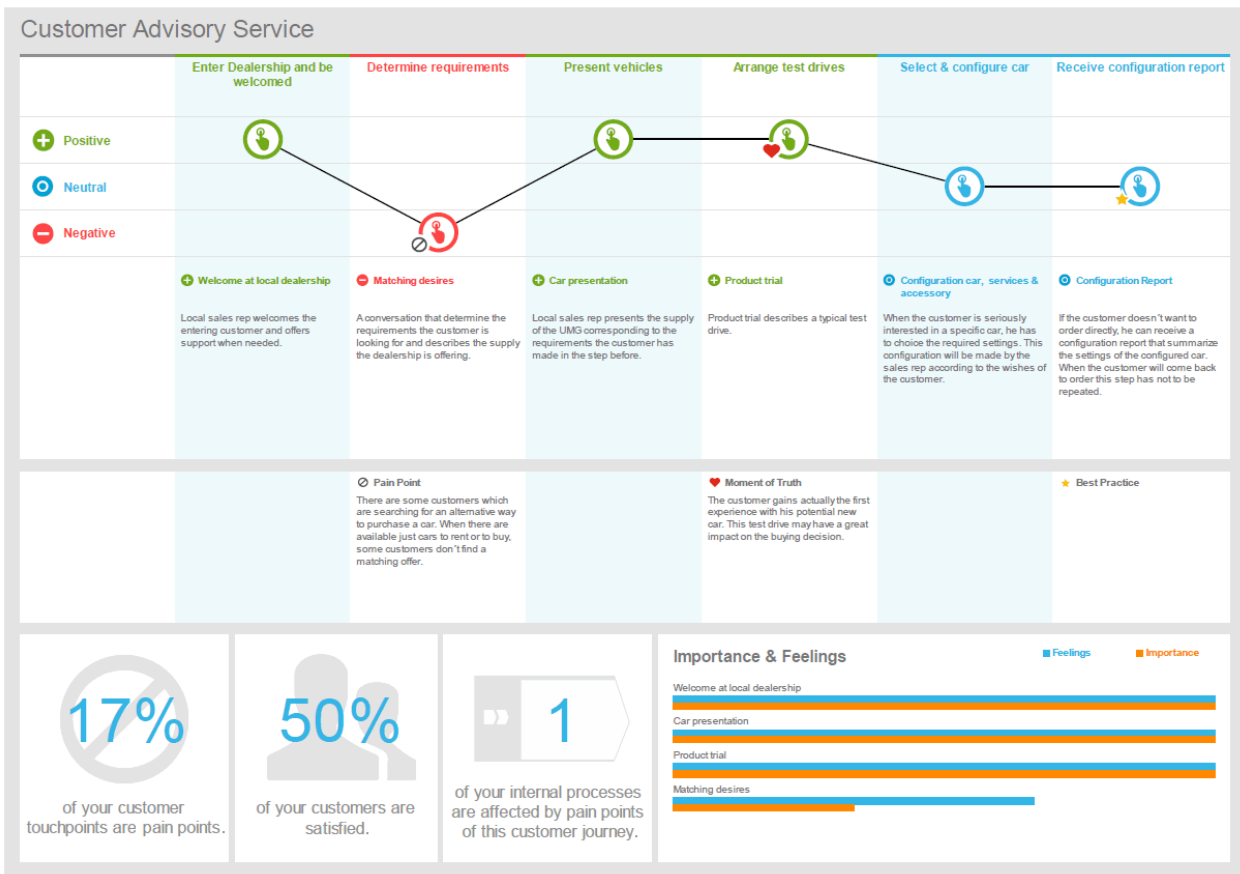 Customer Advisory Service
Enter Dealership and be
welcomed
Determine requirements
Present vehicles
Arrange test drives
Select & configure car
Receive configuration report
Positive
Neutral
Negative
Welcome at local dealership
Local sales rep welcomes the
entering customer and offers
support when needed.
Matching desires
A conversation that determine the
requirements the customer is
looking for and describes the supply
the dealership is offering.
Car presentation
Local sales rep presents the supply
of the UMG corresponding to the
requirements the customer has
made in the step before.
Product trial
Product trial describes a typical test
drive.
Configuration car, services &
accessory
When the customer is seriously
interested in a specific car, he has
to choice the required settings. This
configuration will be made by the
sales rep according to the wishes of
the customer.
Configuration Report
If the customer doesn't want to
order directly, he can receive a
configuration report that summarize
the settings of the configured car.
When the customer will come back
to order this step has not to be
repeated.
Pain Point
There are some customers which
are searching for an alternative way
to purchase a car. When there are
available just cars to rent or to buy,
some customers don't find a
matching offer.
Moment of Truth
The customer gains actually the first
experience with his potential new
car. This test drive may have a great
impact on the buying decision.
Best Practice
17%
of your customer
touchpoints are pain points.
50%
of your customers are
satisfied.
1
of your internal processes
are affected by pain points
of this customer journey.
Importance & Feelings
Feelings
Importance
Welcome at local dealership
Car presentation
Product trial
Matching desires